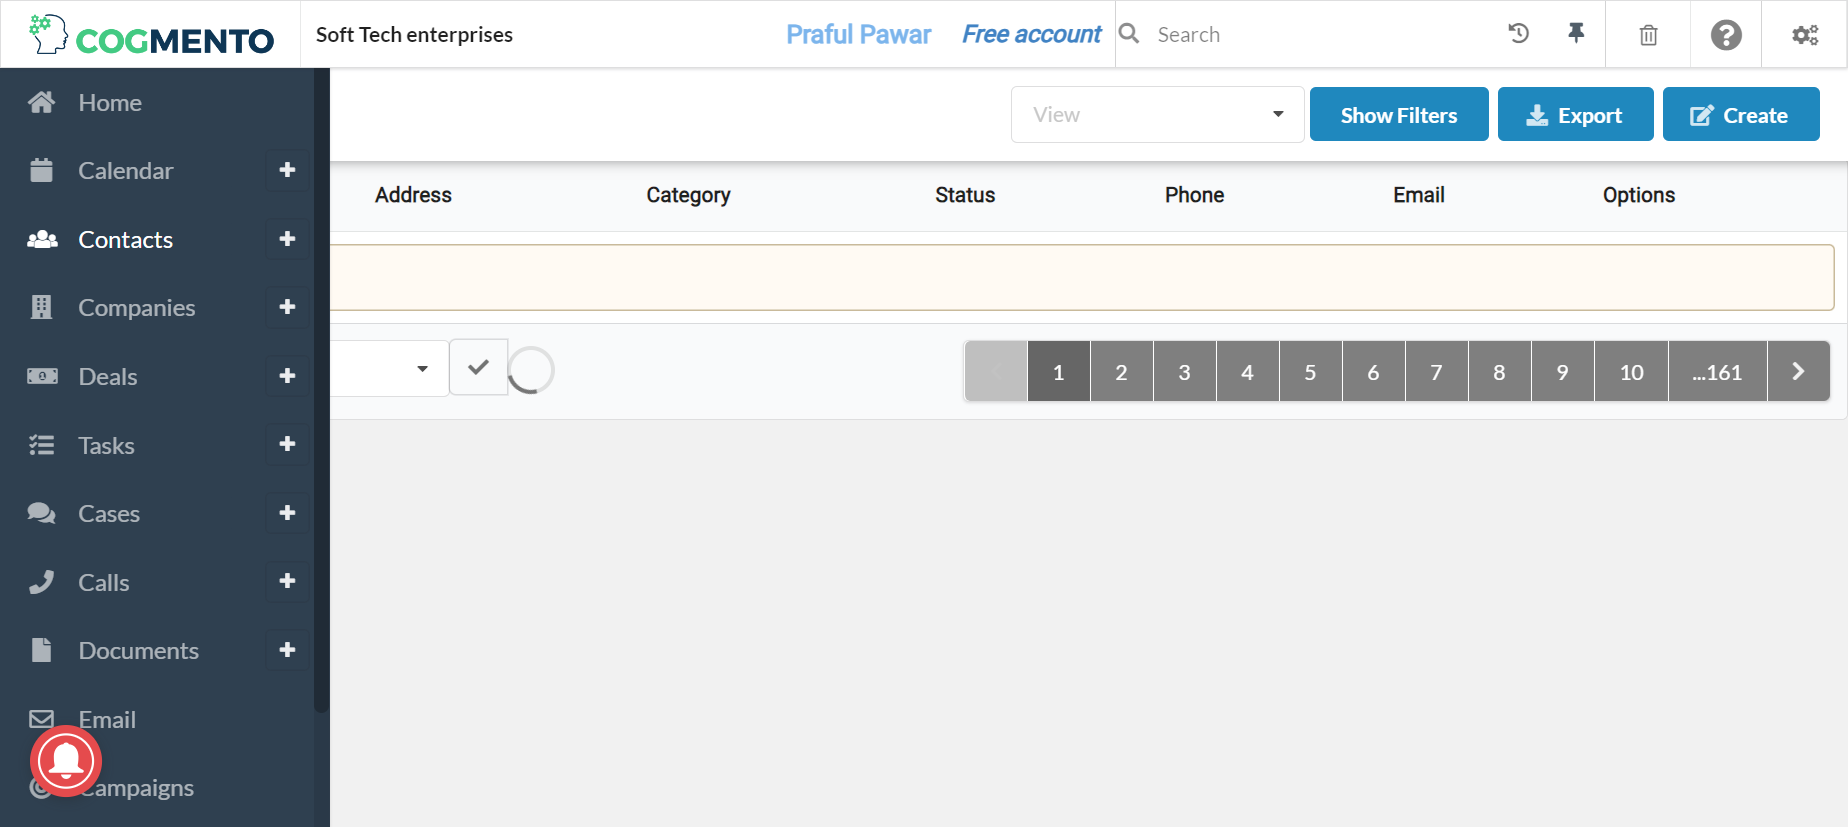 COGMENTO
Soft Tech enterprises
Praful Pawar
Free account
Search
Home
Calendar
Contacts
Companies
Deals
Tasks
Cases
Calls
Documents
Email
Campaigns
View
Show Filters
Export
Create
Address Category Status Phone Email Options
1 2 3 4 5 6 7 8 9 10 ...161